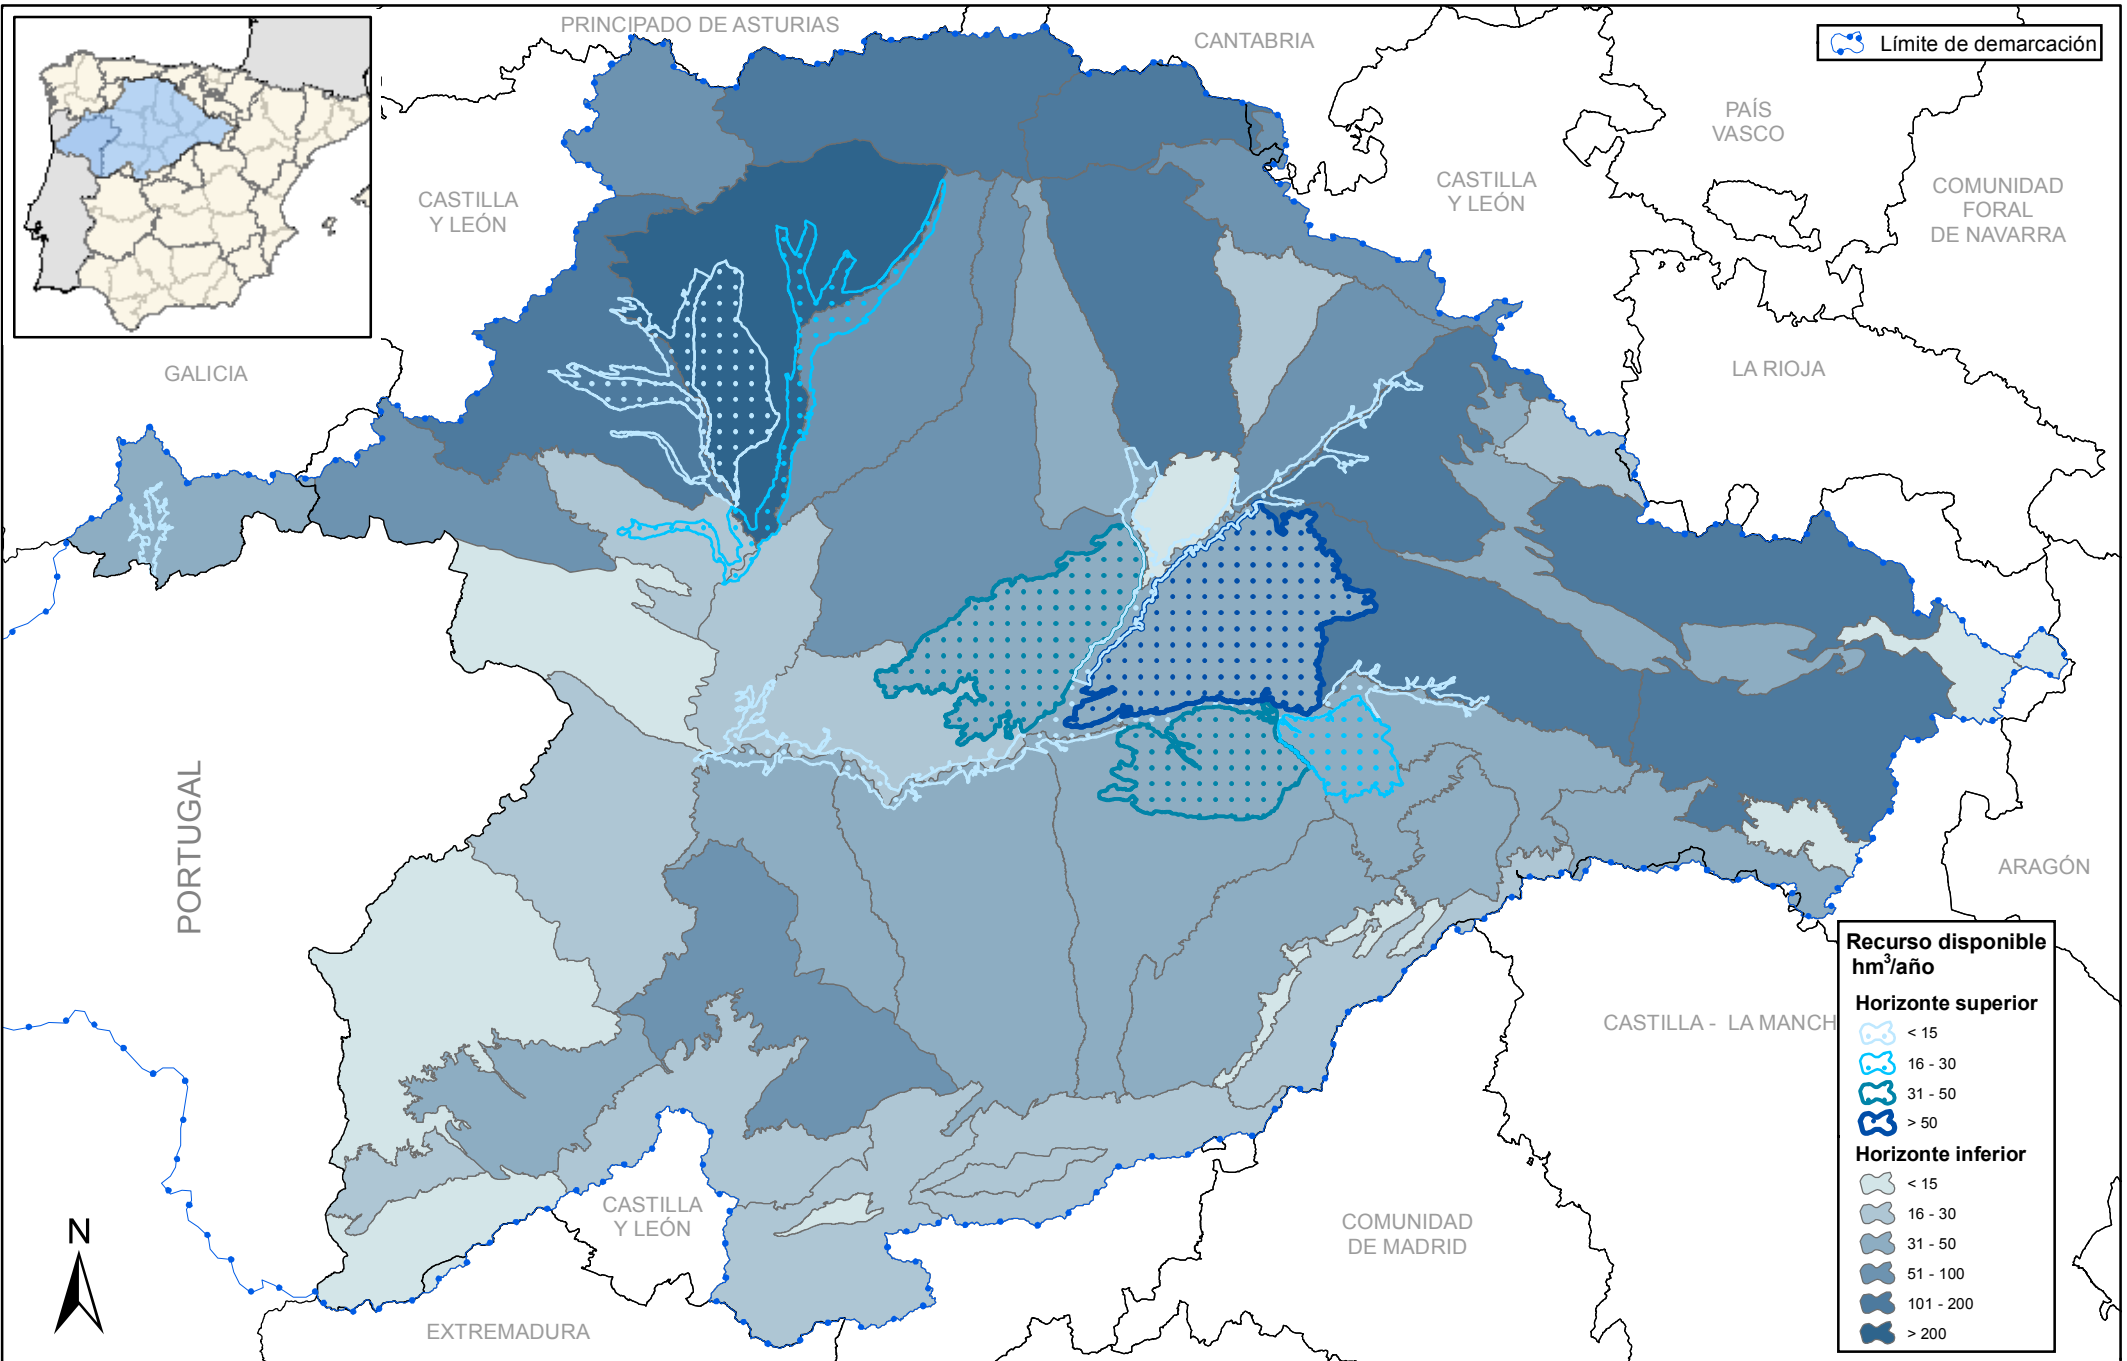 PRINCIPADO DE ASTURIAS
CANTABRIA
Límite de demarcación
PAÍS
VASCO
CASTILLA
Y LEÓN
CASTILLA
Y LEÓN
COMUNIDAD
FORAL
DE NAVARRA
GALICIA
LA RIOJA
PORTUGAL
ARAGÓN
CASTILLA - LA MANCH
CASTILLA
Y LEÓN
COMUNIDAD
DE MADRID
EXTREMADURA
N
Recurso disponible
hm³/año
Horizonte superior
< 15
16 - 30
31 - 50
> 50
Horizonte inferior
< 15
16 - 30
31 - 50
51 - 100
101 - 200
> 200